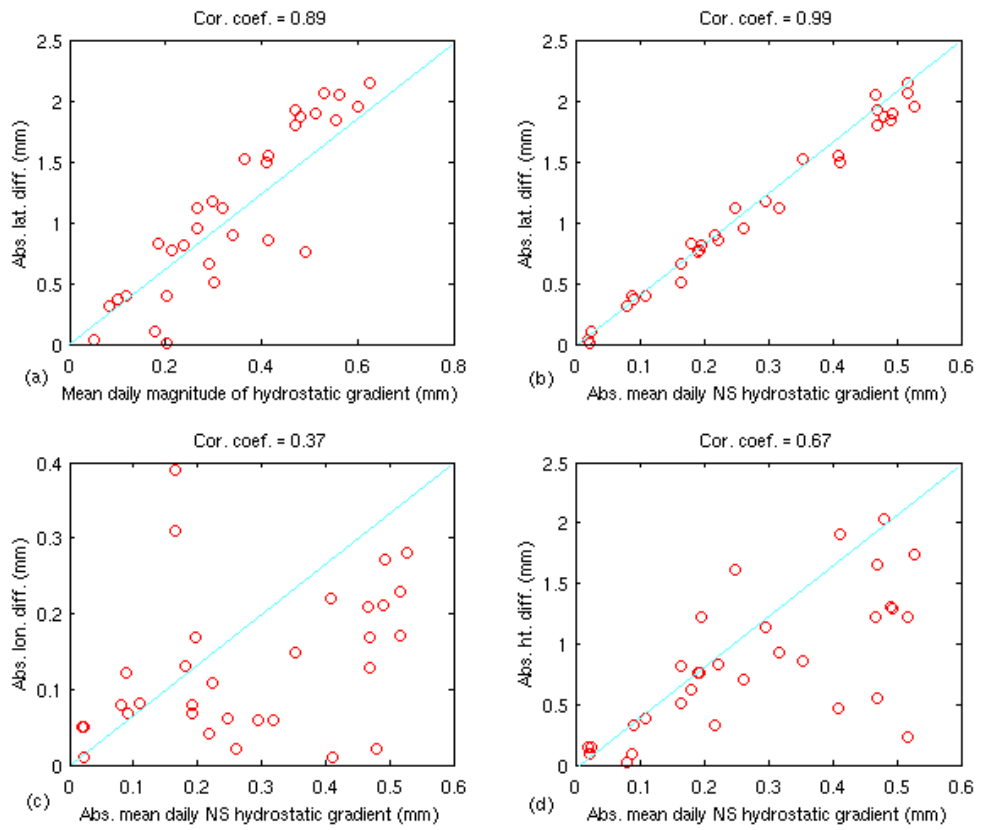 Cor. coef. = 0.89
2.5
2
1.5
1
0.5
0
Abs. lat. diff. (mm)
0 0.2 0.4 0.6 0.8
(a)
Mean daily magnitude of hydrostatic gradient (mm)
Cor. coef. = 0.99
2.5
2
1.5
1
0.5
0
Abs. lat. diff. (mm)
0 0.1 0.2 0.3 0.4 0.5 0.6
(b)
Abs. mean daily NS hydrostatic gradient (mm)
Cor. coef. = 0.37
0.4
0.3
0.2
0.1
0
Abs. lon. diff. (mm)
0 0.1 0.2 0.3 0.4 0.5 0.6
(c)
Abs. mean daily NS hydrostatic gradient (mm)
Cor. coef. = 0.67
2.5
2
1.5
1
0.5
0
Abs. ht. diff. (mm)
0 0.1 0.2 0.3 0.4 0.5 0.6
(d)
Abs. mean daily NS hydrostatic gradient (mm)